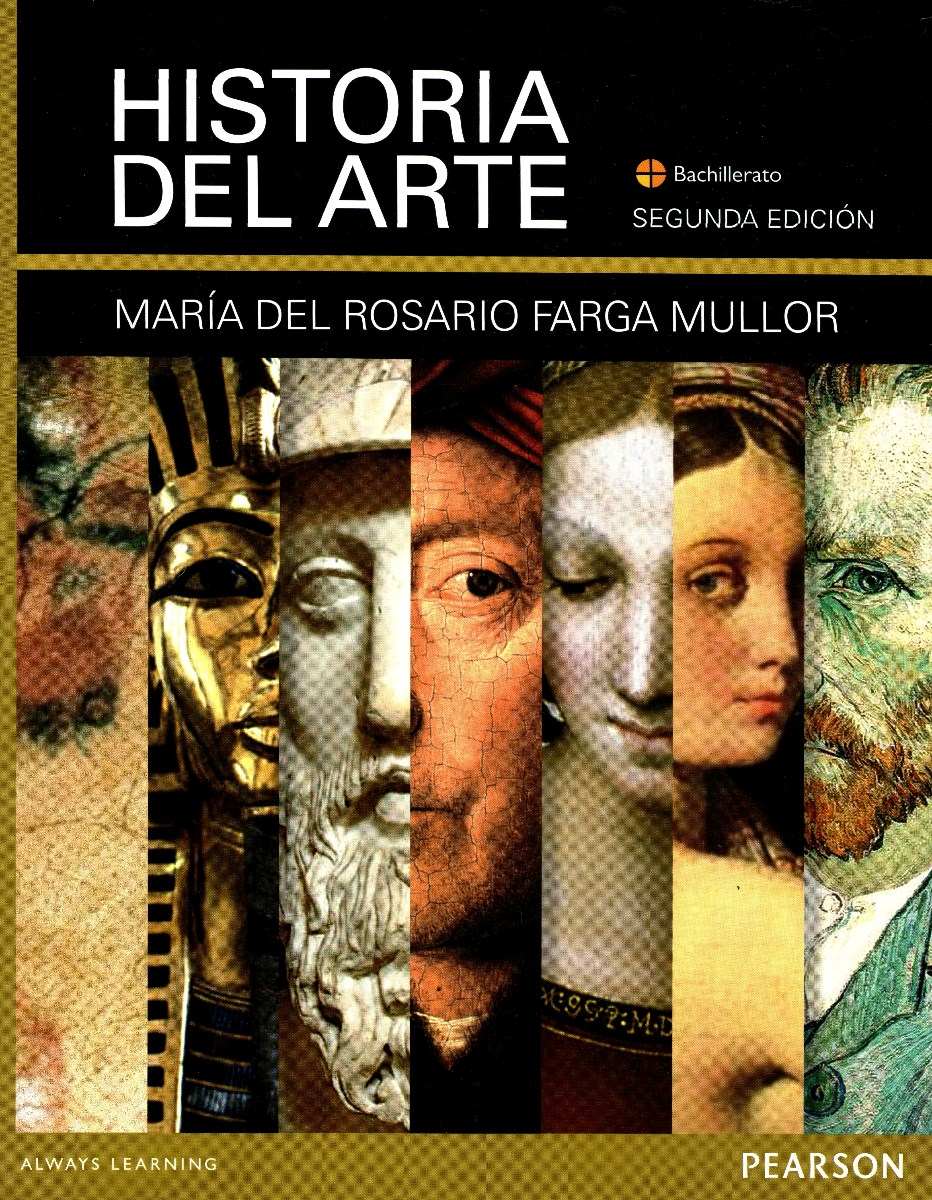 HISTORIA
DEL ARTE
Bachillerato
SEGUNDA EDICIÓN
MARÍA DEL ROSARIO FARGA MULLOR
ALWAYS LEARNING
PEARSON